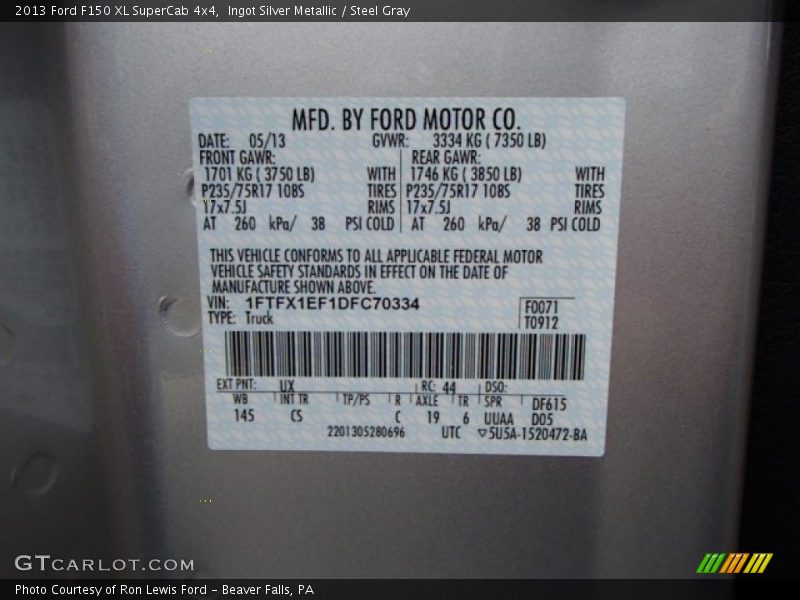 2013 Ford F150 XL SuperCab 4x4, Ingot Silver Metallic / Steel Gray
MFD. BY FORD MOTOR CO.
DATE: 05/13 GVWR: 3334 KG ( 7350 LB)
FRONT GAWR: REAR GAWR:
1701 KG ( 3750 LB) WITH 1746 KG ( 3850 LB) WITH
P235/75R17 108S TIRES P235/75R17 108S TIRES
17x7.5J RIMS 17x7.5J RIMS
AT 260 kPa/ 38 PSI COLD AT 260 kPa/ 38 PSI COLD
THIS VEHICLE CONFORMS TO ALL APPLICABLE FEDERAL MOTOR
VEHICLE SAFETY STANDARDS IN EFFECT ON THE DATE OF
MANUFACTURE SHOWN ABOVE.
VIN: 1FTFX1EF1DFC70334
F0071
TYPE: Truck T0912
EXT PNT: UX RC: 44 DSO:
WB INT TR TP/PS R AXLE TR SPR DF615
145 CS C 19 6 UUAA D05
2201305280696 UTC ▽5U5A-1520472-BA
GTCARLOT.COM
Photo Courtesy of Ron Lewis Ford - Beaver Falls, PA